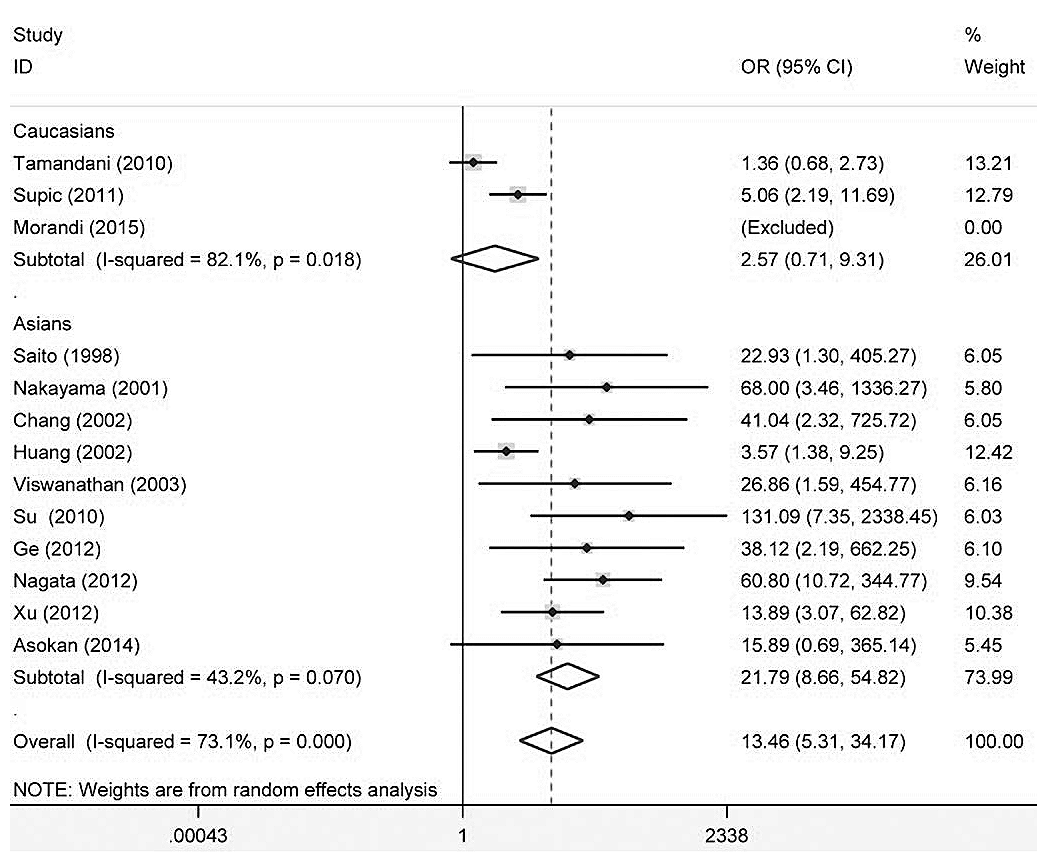 Study %
ID OR (95% CI) Weight
Caucasians
Tamandani (2010) 1.36 (0.68, 2.73) 13.21
Supic (2011) 5.06 (2.19, 11.69) 12.79
Morandi (2015) (Excluded) 0.00
Subtotal (I-squared = 82.1%, p = 0.018) 2.57 (0.71, 9.31) 26.01
.
Asians
Saito (1998) 22.93 (1.30, 405.27) 6.05
Nakayama (2001) 68.00 (3.46, 1336.27) 5.80
Chang (2002) 41.04 (2.32, 725.72) 6.05
Huang (2002) 3.57 (1.38, 9.25) 12.42
Viswanathan (2003) 26.86 (1.59, 454.77) 6.16
Su (2010) 131.09 (7.35, 2338.45) 6.03
Ge (2012) 38.12 (2.19, 662.25) 6.10
Nagata (2012) 60.80 (10.72, 344.77) 9.54
Xu (2012) 13.89 (3.07, 62.82) 10.38
Asokan (2014) 15.89 (0.69, 365.14) 5.45
Subtotal (I-squared = 43.2%, p = 0.070) 21.79 (8.66, 54.82) 73.99
.
Overall (I-squared = 73.1%, p = 0.000) 13.46 (5.31, 34.17) 100.00
NOTE: Weights are from random effects analysis
.00043 1 2338